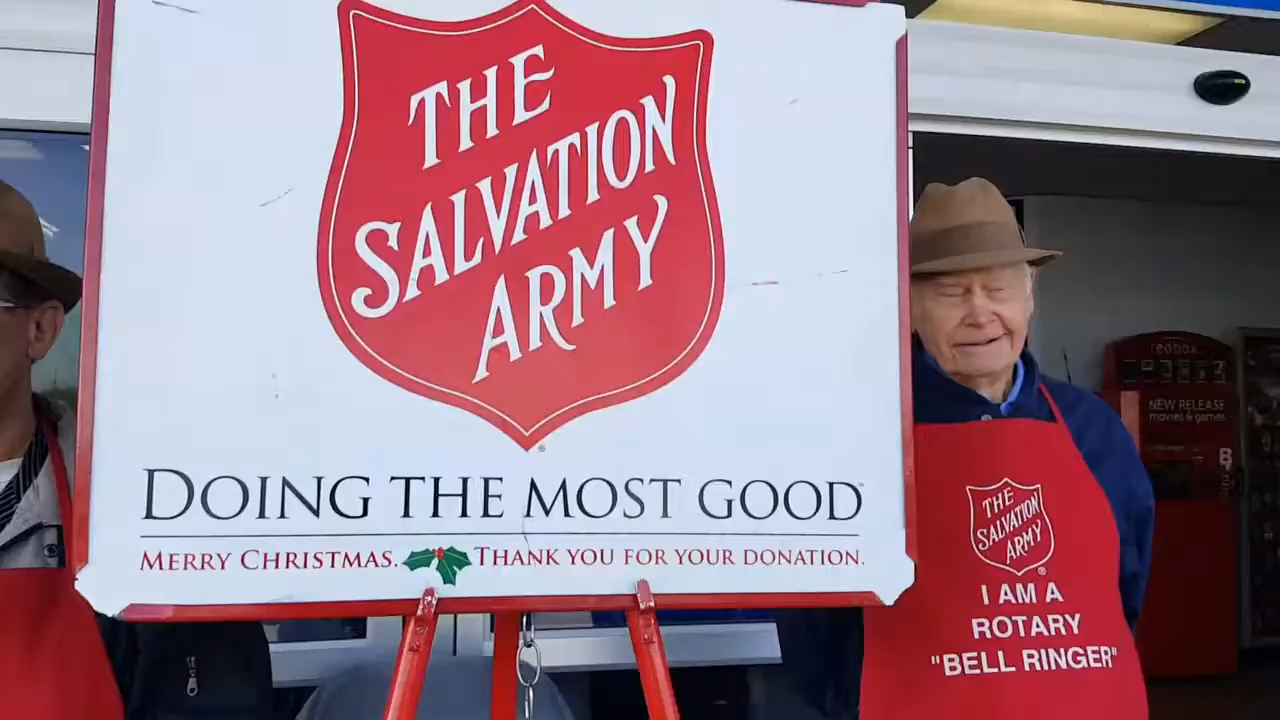 THE
SALVATION
ARMY
DOING THE MOST GOOD
MERRY CHRISTMAS. THANK YOU FOR YOUR DONATION.
THE
SALVATION
ARMY
I AM A
ROTARY
"BELL RINGER"
redbox
NEW RELEASE
movies & games